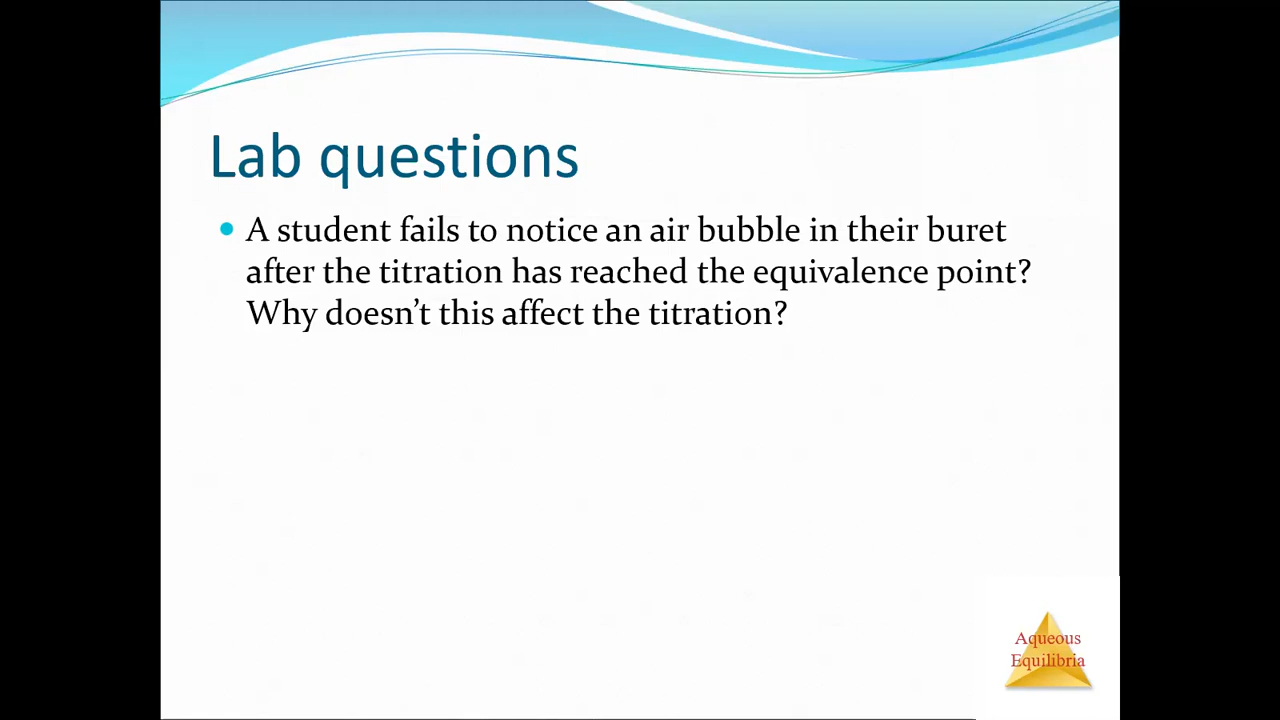 Lab questions
A student fails to notice an air bubble in their buret
after the titration has reached the equivalence point?
Why doesn't this affect the titration?
Aqueous
Equilibria